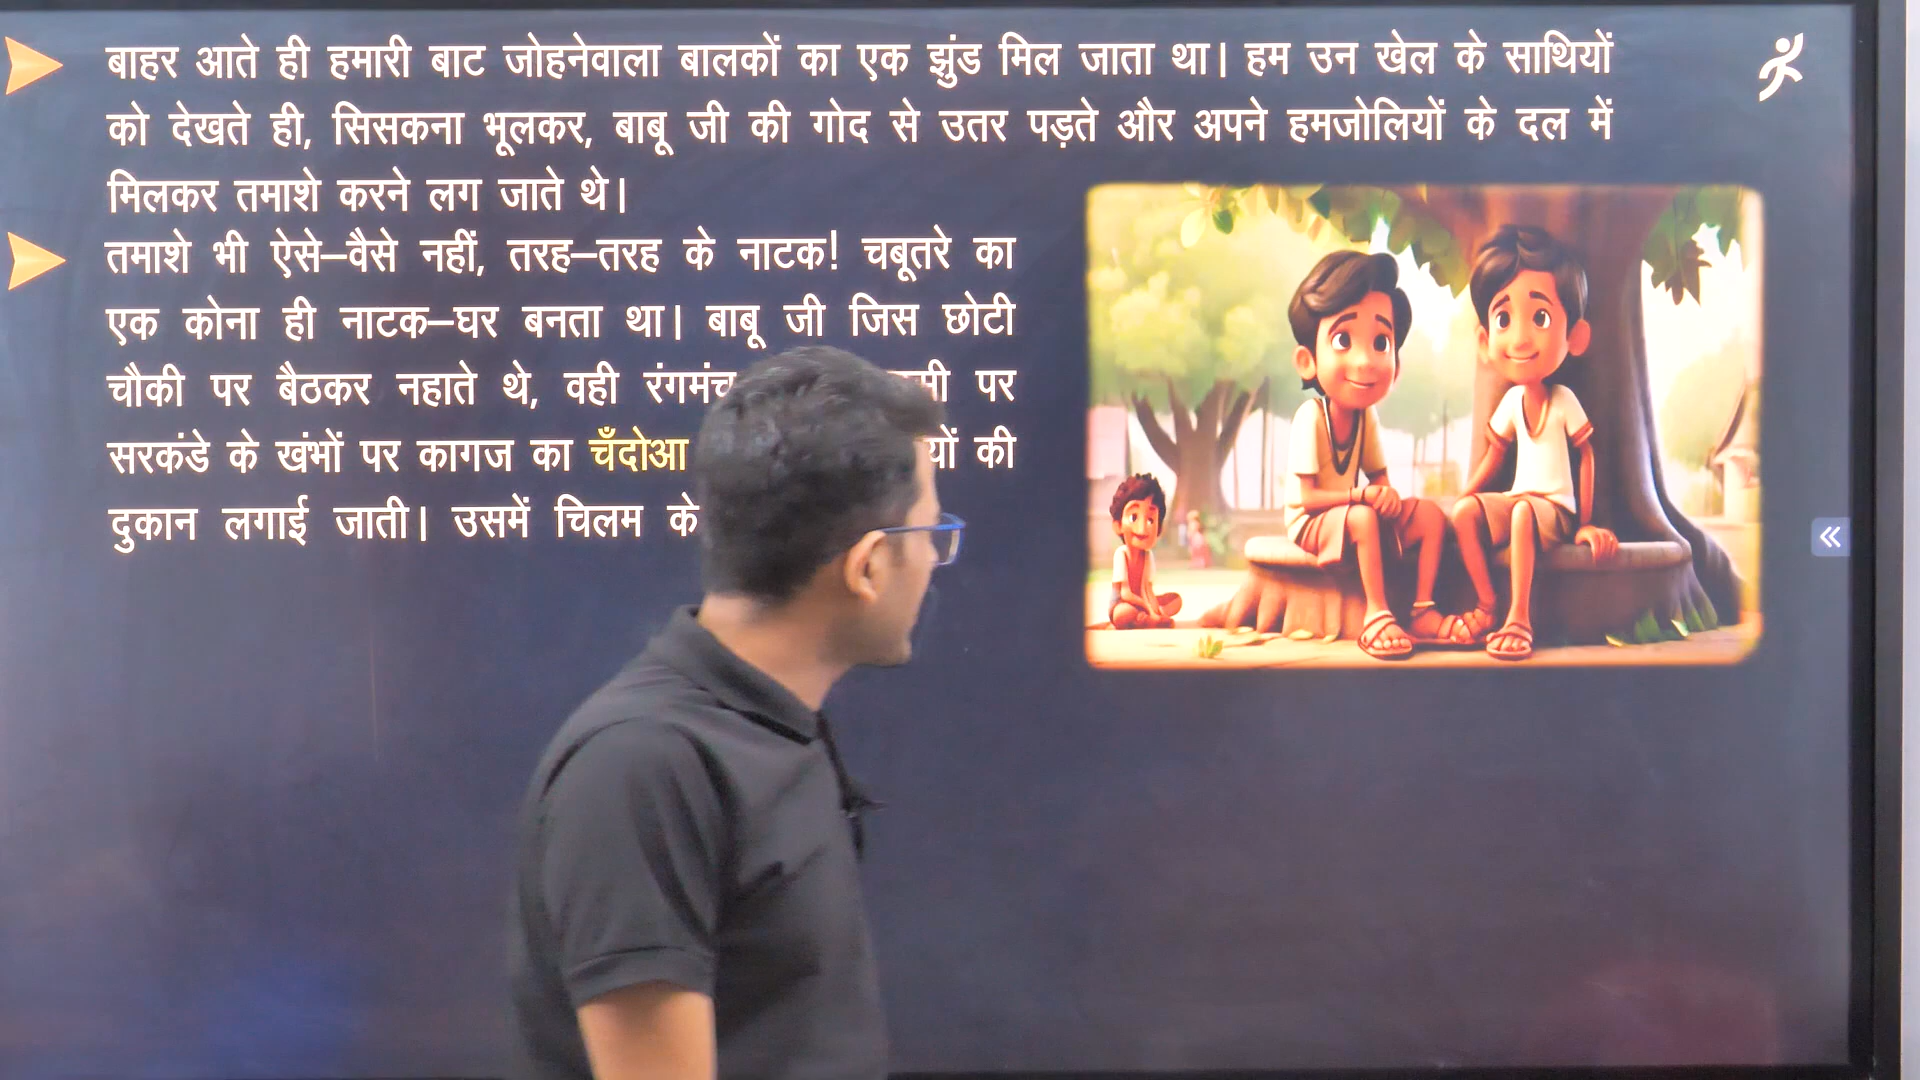 बाहर आते ही हमारी बाट जोहनेवाला बालकों का एक झुंड मिल जाता था। हम उन खेल के साथियों
को देखते ही, सिसकना भूलकर, बाबू जी की गोद से उतर पड़ते और अपने हमजोलियों के दल में
मिलकर तमाशे करने लग जाते थे।
तमाशे भी ऐसे–वैसे नहीं, तरह–तरह के नाटक! चबूतरे का
एक कोना ही नाटक–घर बनता था। बाबू जी जिस छोटी
चौकी पर बैठकर नहाते थे, वही पर
सरकंडे के खंभों पर कागज का चँदोआ की
दुकान लगाई जाती। उसमें चिलम के